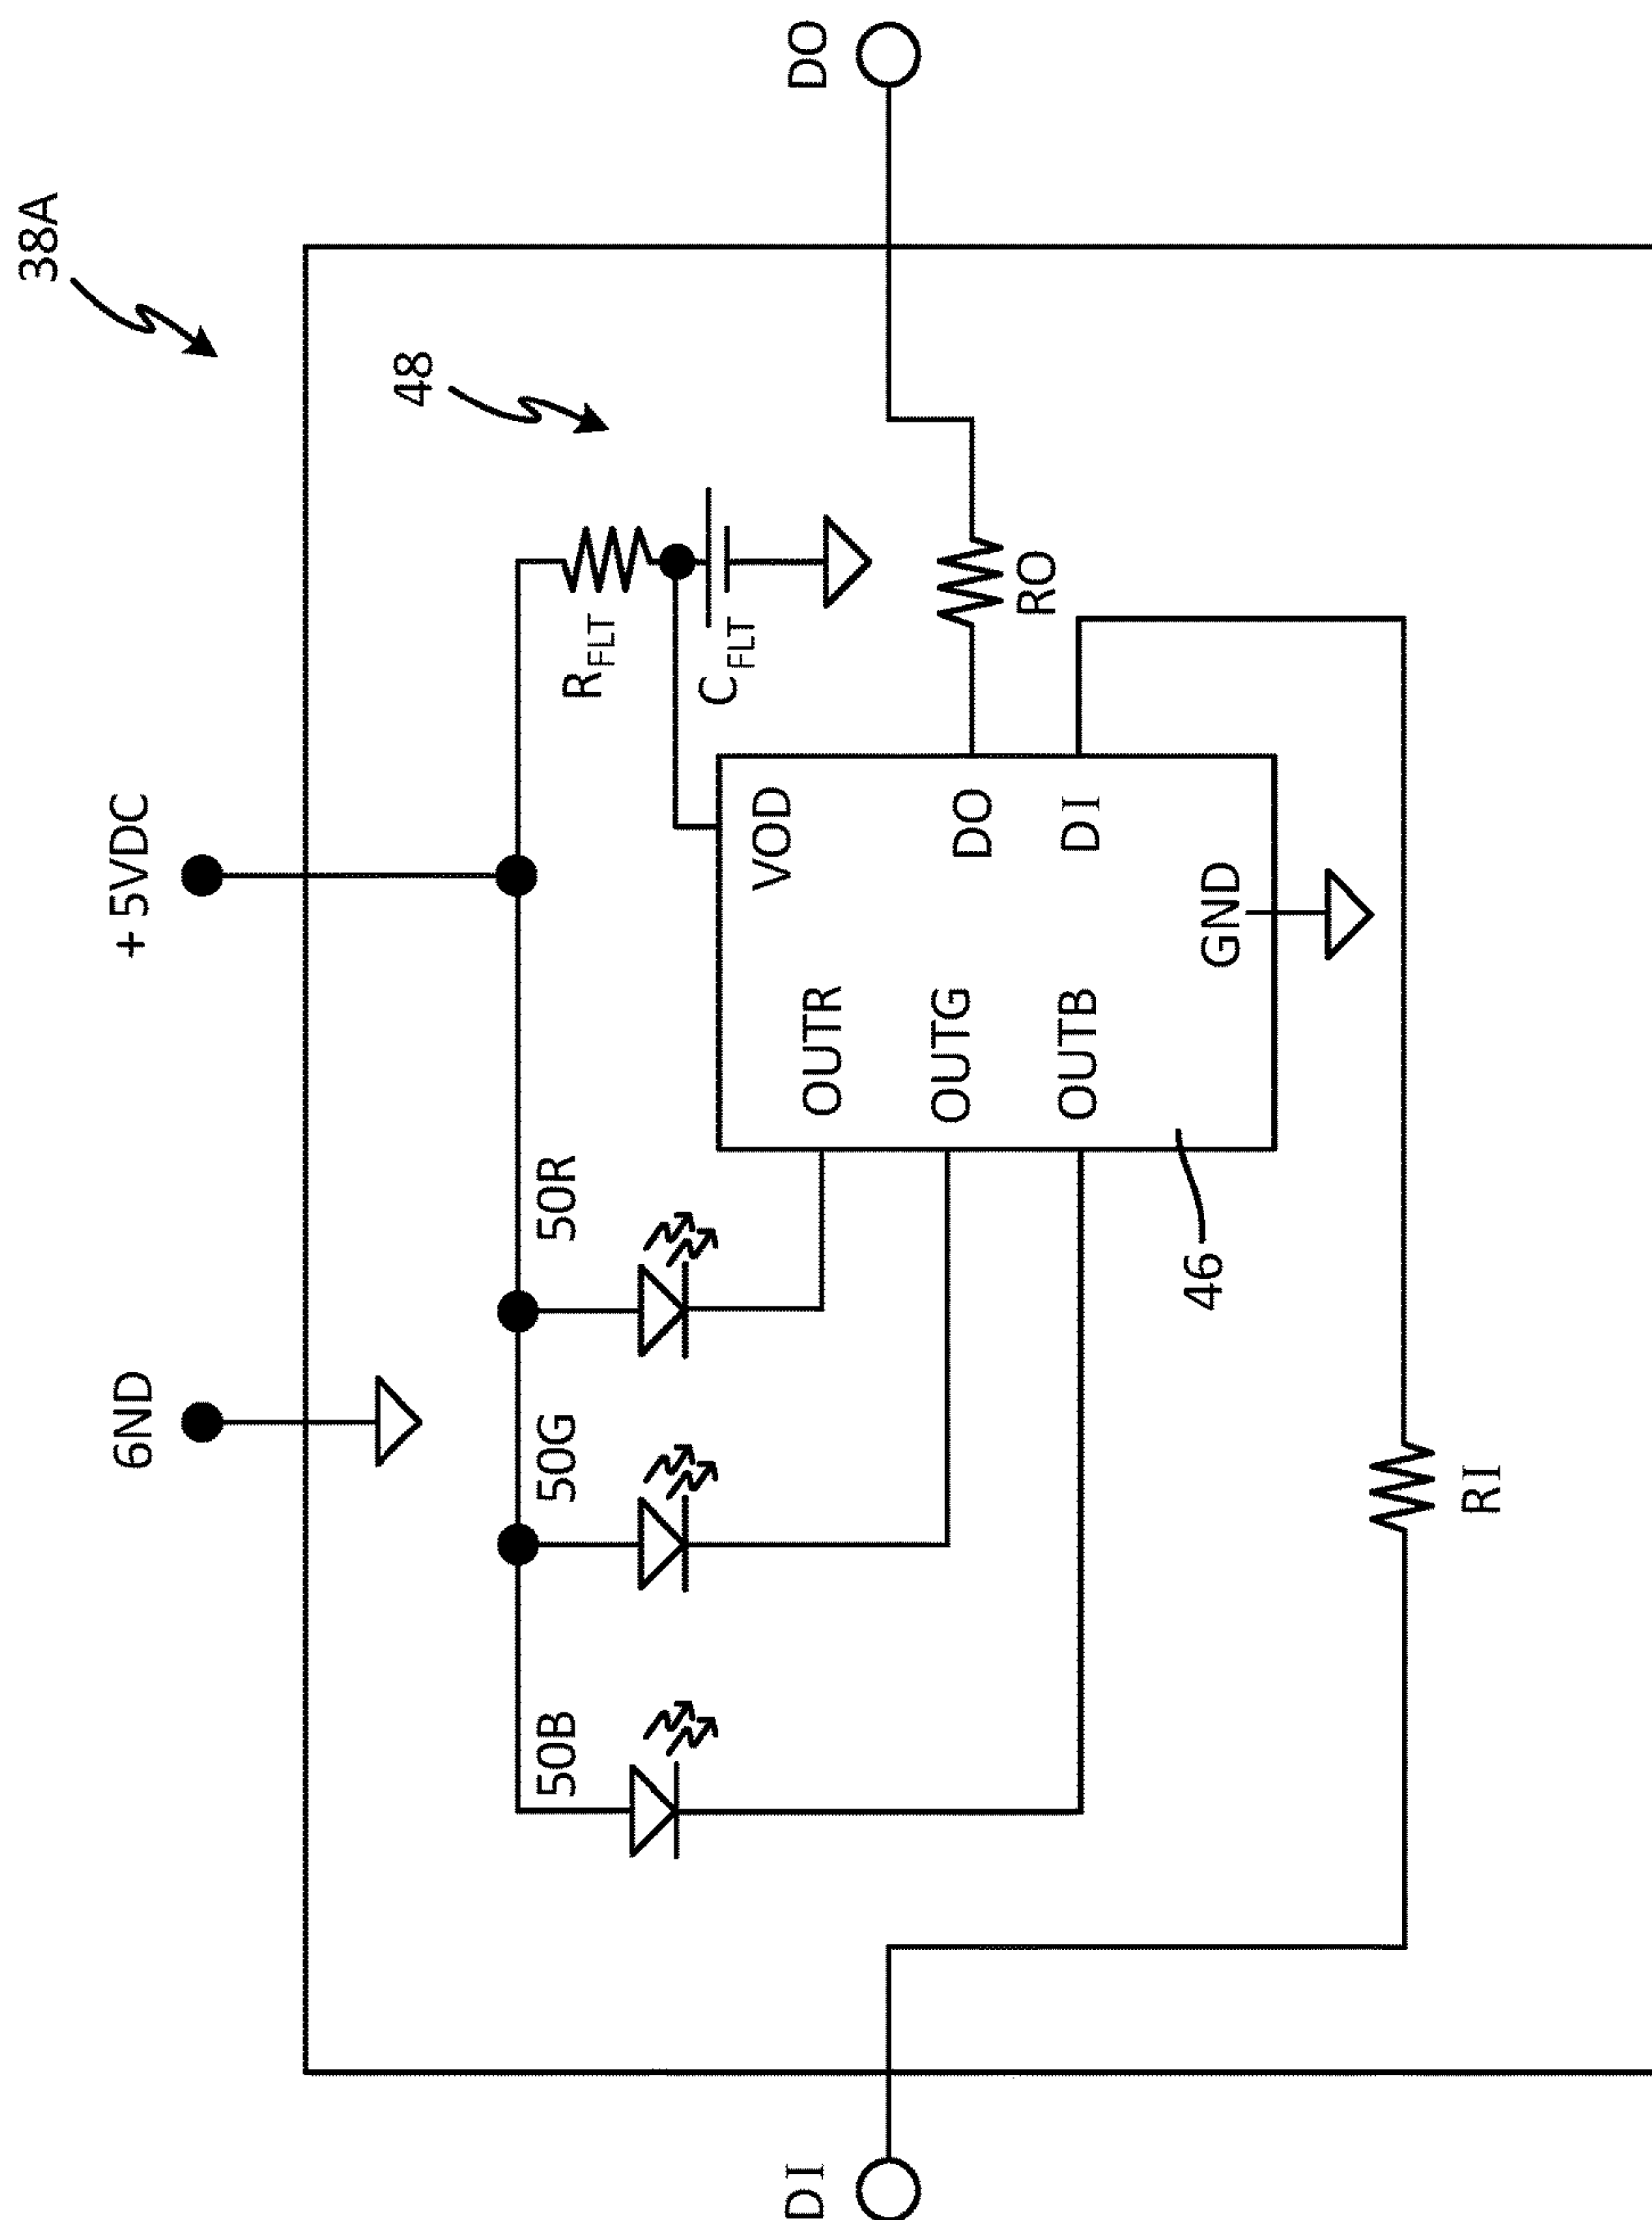 38A
6ND
+5VDC
48
50B
50G
50R
RFLT
CFLT
DI
DO
VOD
OUTR
OUTG
OUTB
DO
DI
GND
RO
46
RI